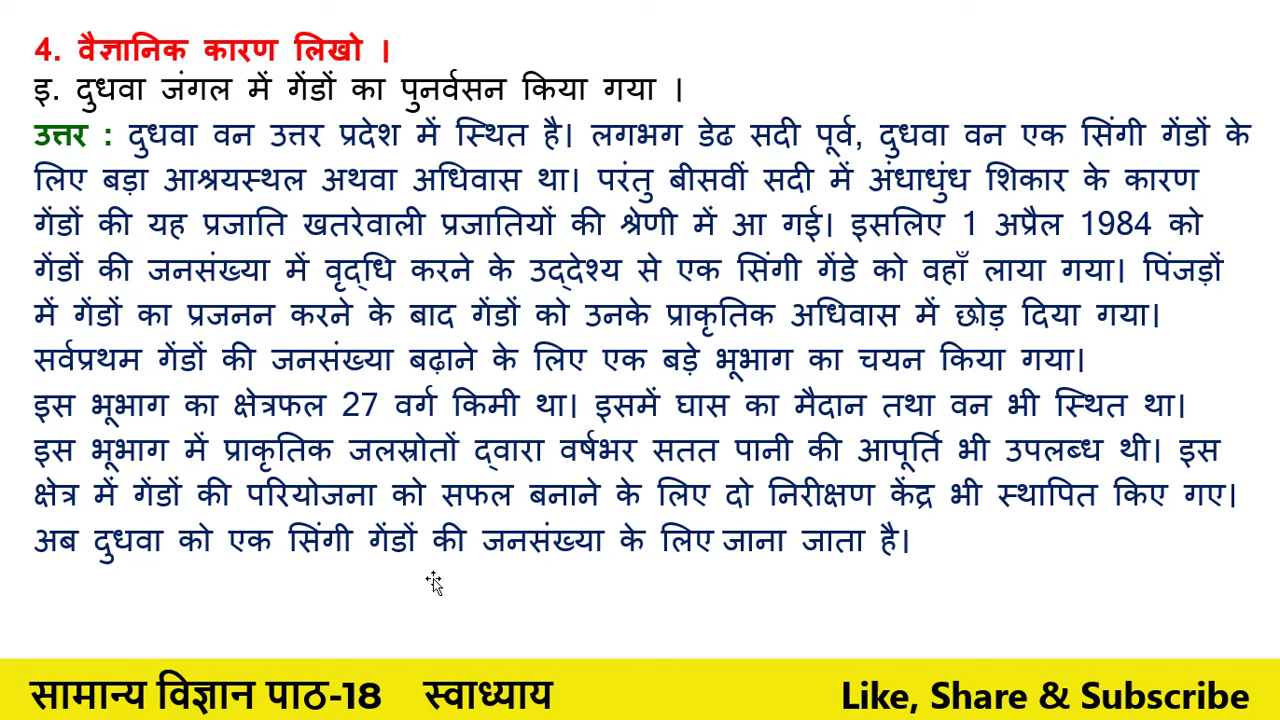 4. वैज्ञानिक कारण लिखो ।
इ. दुधवा जंगल में गेंडों का पुनर्वसन किया गया ।
उत्तर : दुधवा वन उत्तर प्रदेश में स्थित है। लगभग डेढ सदी पूर्व, दुधवा वन एक सिंगी गेंडों के
लिए बड़ा आश्रयस्थल अथवा अधिवास था। परंतु बीसवीं सदी में अंधाधुंध शिकार के कारण
गेंडों की यह प्रजाति खतरेवाली प्रजातियों की श्रेणी में आ गई। इसलिए 1 अप्रैल 1984 को
गेंडों की जनसंख्या में वृद्धि करने के उद्देश्य से एक सिंगी गेंडे को वहाँ लाया गया। पिंजड़ों
में गेंडों का प्रजनन करने के बाद गेंडों को उनके प्राकृतिक अधिवास में छोड़ दिया गया।
सर्वप्रथम गेंडों की जनसंख्या बढ़ाने के लिए एक बड़े भूभाग का चयन किया गया।
इस भूभाग का क्षेत्रफल 27 वर्ग किमी था। इसमें घास का मैदान तथा वन भी स्थित था।
इस भूभाग में प्राकृतिक जलस्रोतों द्वारा वर्षभर सतत पानी की आपूर्ति भी उपलब्ध थी। इस
क्षेत्र में गेंडों की परियोजना को सफल बनाने के लिए दो निरीक्षण केंद्र भी स्थापित किए गए।
अब दुधवा को एक सिंगी गेंडों की जनसंख्या के लिए जाना जाता है।
सामान्य विज्ञान पाठ-18 स्वाध्याय Like, Share & Subscribe